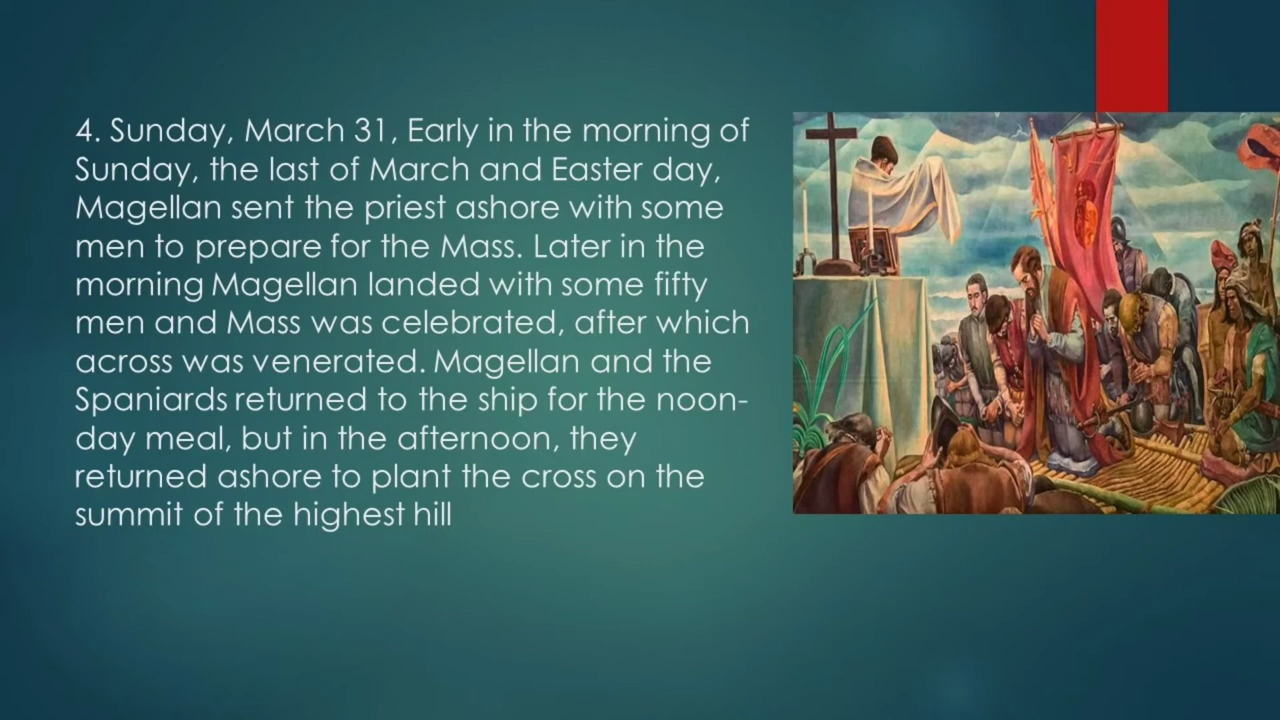 4. Sunday, March 31, Early in the morning of
Sunday, the last of March and Easter day,
Magellan sent the priest ashore with some
men to prepare for the Mass. Later in the
morning Magellan landed with some fifty
men and Mass was celebrated, after which
across was venerated. Magellan and the
Spaniards returned to the ship for the noon-
day meal, but in the afternoon, they
returned ashore to plant the cross on the
summit of the highest hill